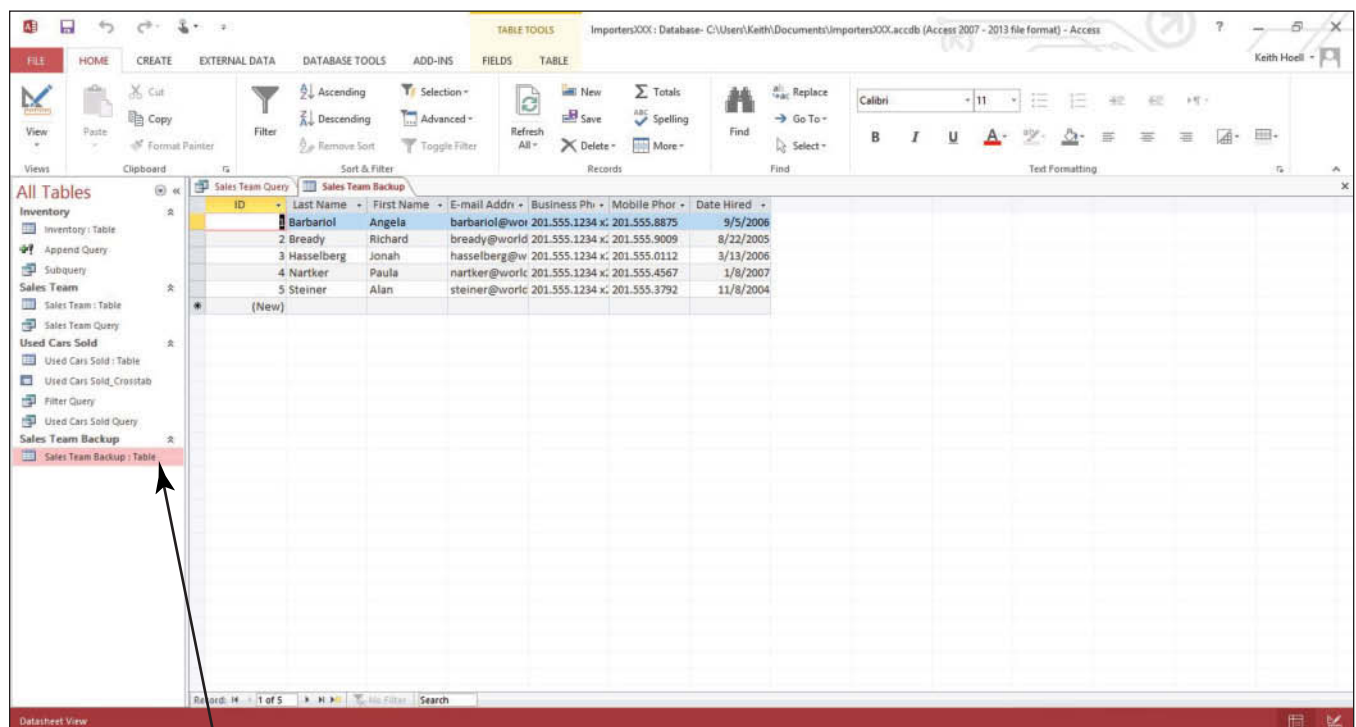 TABLE TOOLS
ImportersXXX : Database- C:\Users\Keith\Documents\ImportersXXX.accdb (Access 2007 - 2013 file format) - Access
?
FILE HOME CREATE EXTERNAL DATA DATABASE TOOLS ADD-INS FIELDS TABLE
Keith Hoell
View
Views
Paste
Cut
Copy
Format Painter
Clipboard
Filter
Ascending
Descending
Remove Sort
Selection
Advanced
Toggle Filter
Sort & Filter
Refresh
All
New
Save
Delete
Totals
Spelling
More
Records
Find
Replace
Go To
Select
Find
Calibri
11
B I U A
Text Formatting
All Tables
Inventory
Inventory : Table
Append Query
Subquery
Sales Team
Sales Team : Table
Sales Team Query
Used Cars Sold
Used Cars Sold : Table
Used Cars Sold_Crosstab
Filter Query
Used Cars Sold Query
Sales Team Backup
Sales Team Backup : Table
Sales Team Query
Sales Team Backup
ID Last Name First Name E-mail Addr Business Ph Mobile Phor Date Hired
1 Barbariol Angela barbariol@wor 201.555.1234 x 201.555.8875 9/5/2006
2 Bready Richard bready@world 201.555.1234 x 201.555.9009 8/22/2005
3 Hasselberg Jonah hasselberg@w 201.555.1234 x 201.555.0112 3/13/2006
4 Nartker Paula nartker@world 201.555.1234 x 201.555.4567 1/8/2007
5 Steiner Alan steiner@world 201.555.1234 x 201.555.3792 11/8/2004
(New)
Record: 1 of 5 No Filter Search
Datasheet View